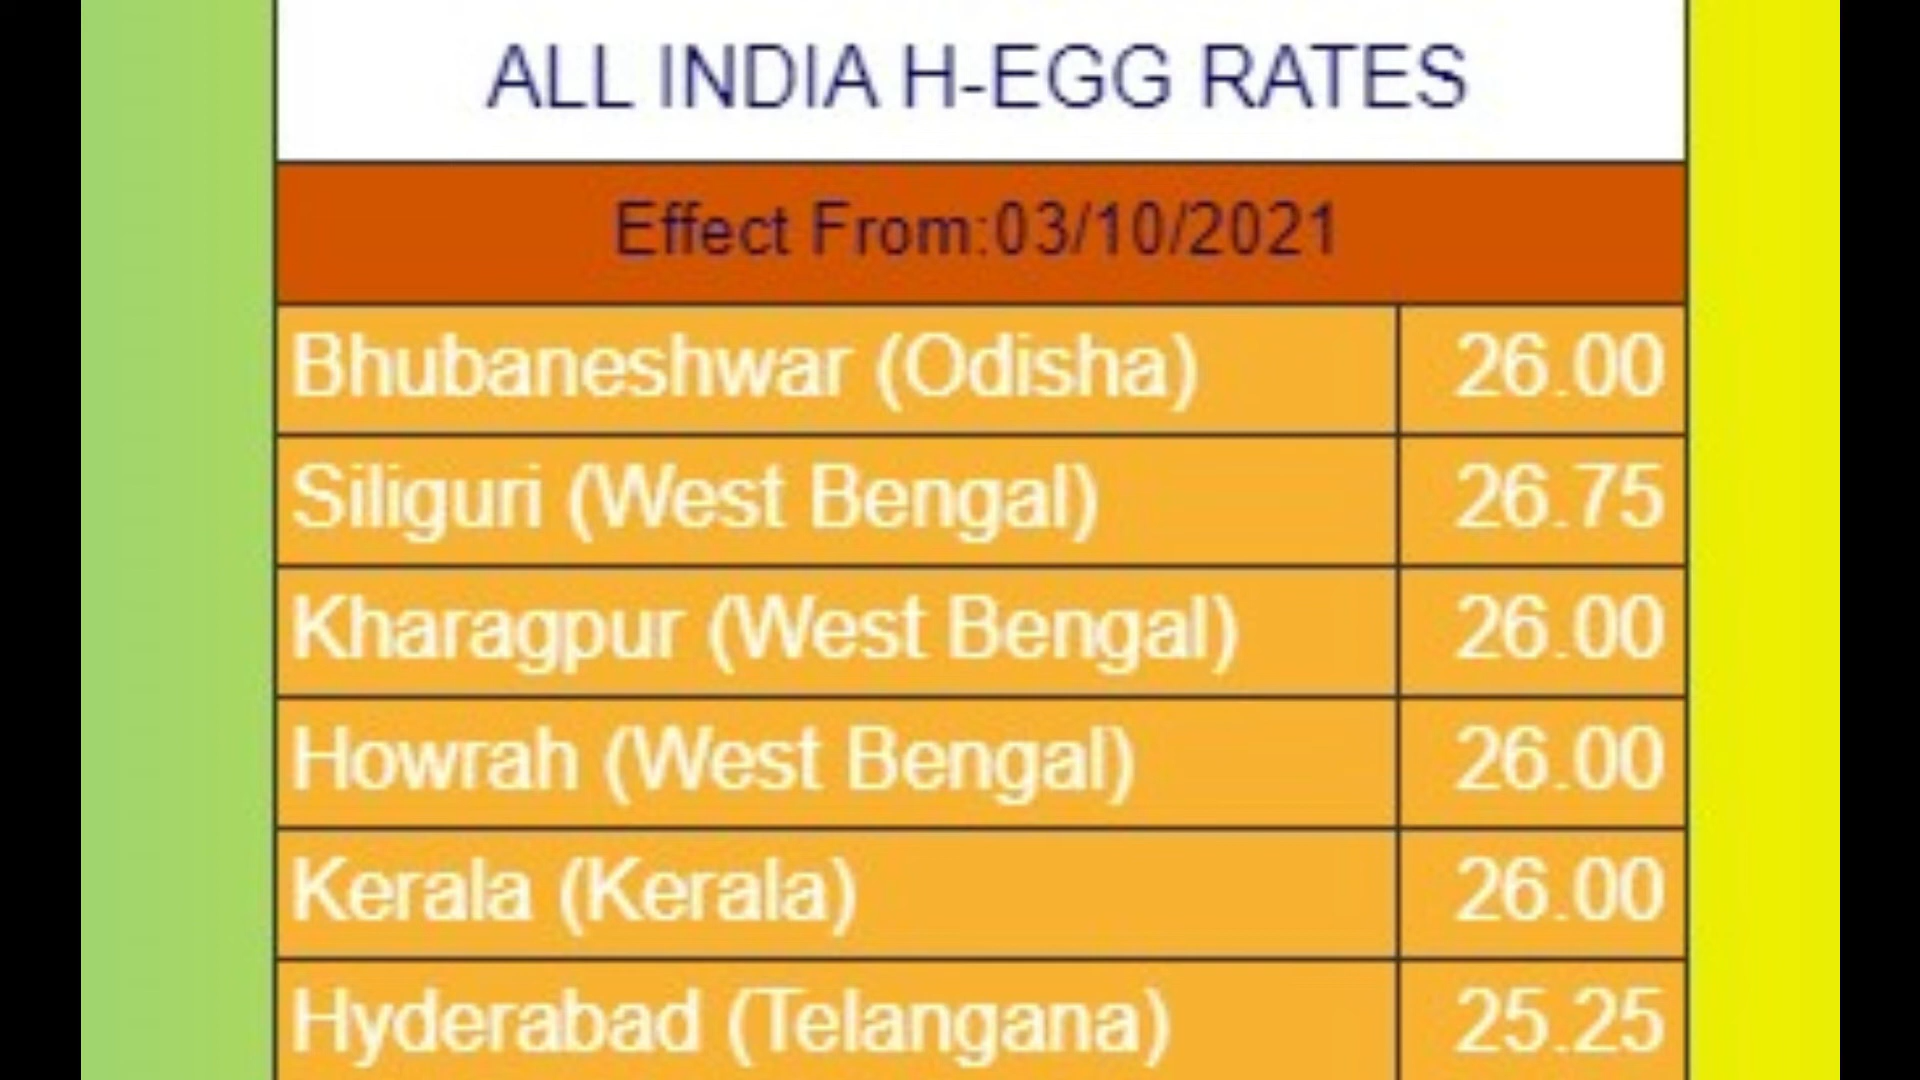 ALL INDIA H-EGG RATES
Effect From:03/10/2021
Bhubaneshwar (Odisha) 26.00
Siliguri (West Bengal) 26.75
Kharagpur (West Bengal) 26.00
Howrah (West Bengal) 26.00
Kerala (Kerala) 26.00
Hyderabad (Telangana) 25.25